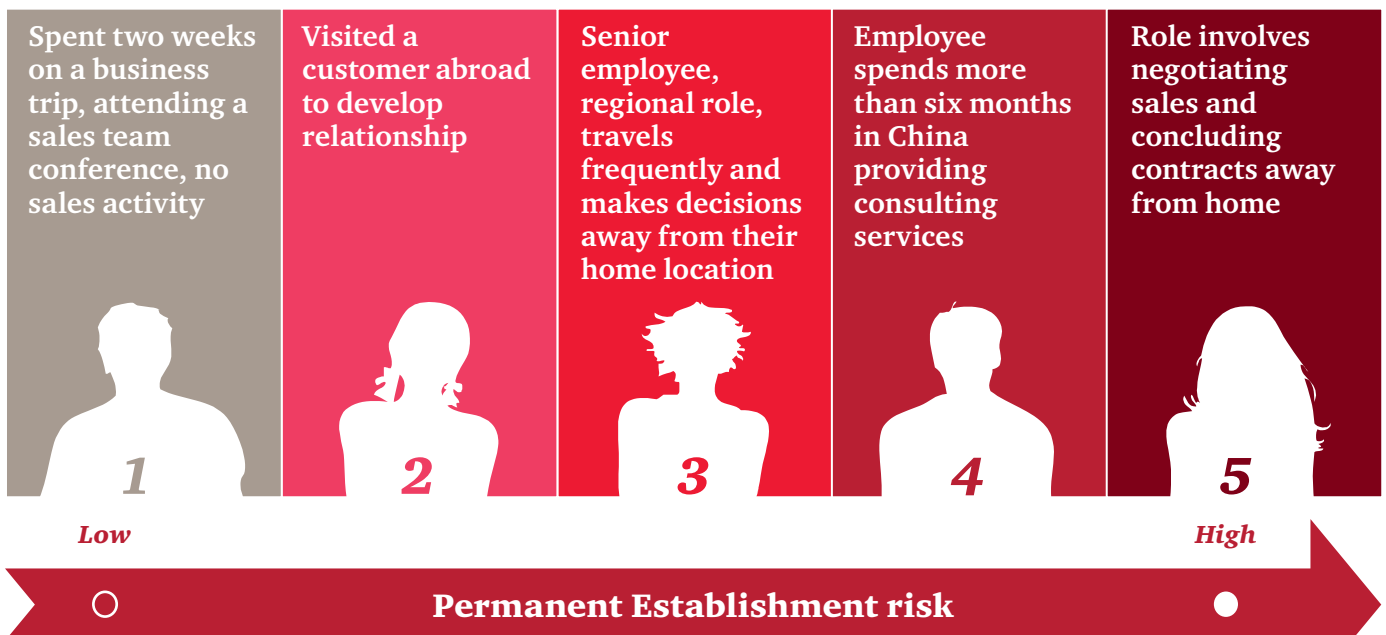 Spent two weeks
on a business
trip, attending a
sales team
conference, no
sales activity
Visited a
customer abroad
to develop
relationship
Senior
employee,
regional role,
travels
frequently and
makes decisions
away from their
home location
Employee
spends more
than six months
in China
providing
consulting
services
Role involves
negotiating
sales and
concluding
contracts away
from home
1
2
3
4
5
Low
High
Permanent Establishment risk